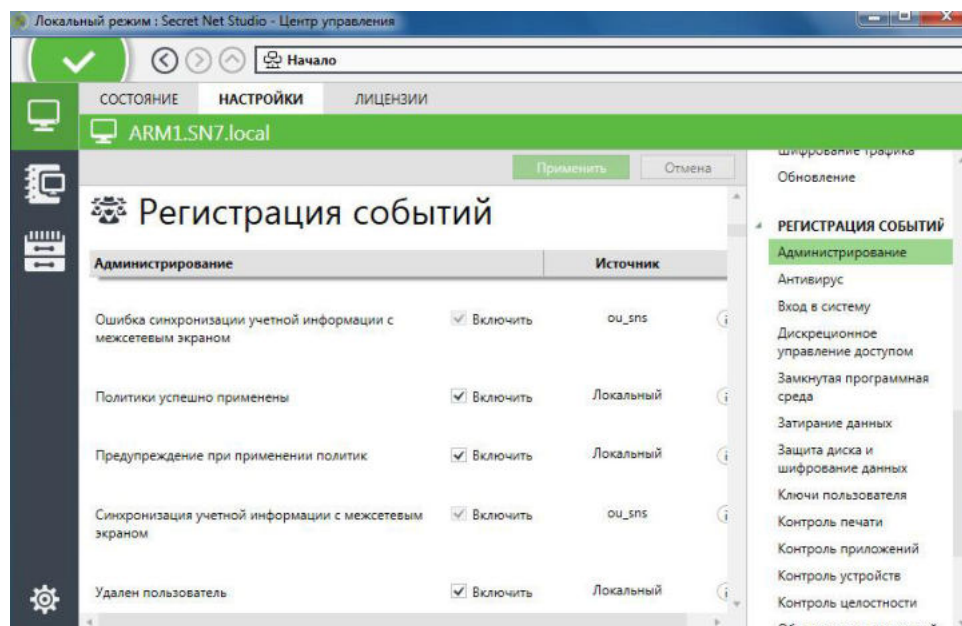 Локальный режим : Secret Net Studio - Центр управления
Начало
СОСТОЯНИЕ НАСТРОЙКИ ЛИЦЕНЗИИ
ARM1.SN7.local
Применить Отмена
Регистрация событий
Администрирование Источник
Ошибка синхронизации учетной информации с
межсетевым экраном
Включить ou_sns
Политики успешно применены Включить Локальный
Предупреждение при применении политик Включить Локальный
Синхронизация учетной информации с межсетевым
экраном
Включить ou_sns
Удален пользователь Включить Локальный
шифрование трафика
Обновление
РЕГИСТРАЦИЯ СОБЫТИЙ
Администрирование
Антивирус
Вход в систему
Дискреционное
управление доступом
Замкнутая программная
среда
Затирание данных
Защита диска и
шифрование данных
Ключи пользователя
Контроль печати
Контроль приложений
Контроль устройств
Контроль целостности